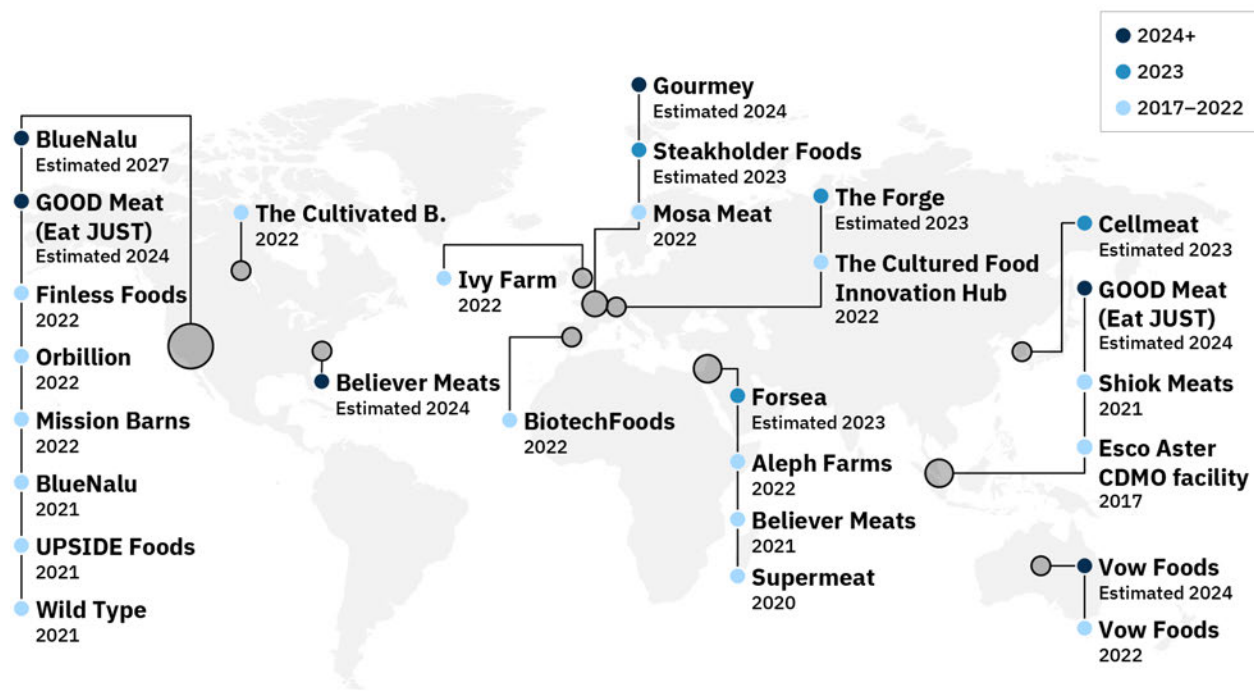 2024+
2023
2017–2022
BlueNalu
Estimated 2027
GOOD Meat
(Eat JUST)
Estimated 2024
Finless Foods
2022
Orbillion
2022
Mission Barns
2022
BlueNalu
2021
UPSIDE Foods
2021
Wild Type
2021
The Cultivated B.
2022
Believer Meats
Estimated 2024
Ivy Farm
2022
BiotechFoods
2022
Gourmey
Estimated 2024
Steakholder Foods
Estimated 2023
Mosa Meat
2022
The Forge
Estimated 2023
The Cultured Food
Innovation Hub
2022
Forsea
Estimated 2023
Aleph Farms
2022
Believer Meats
2021
Supermeat
2020
Cellmeat
Estimated 2023
GOOD Meat
(Eat JUST)
Estimated 2024
Shiok Meats
2021
Esco Aster
CDMO facility
2017
Vow Foods
Estimated 2024
Vow Foods
2022